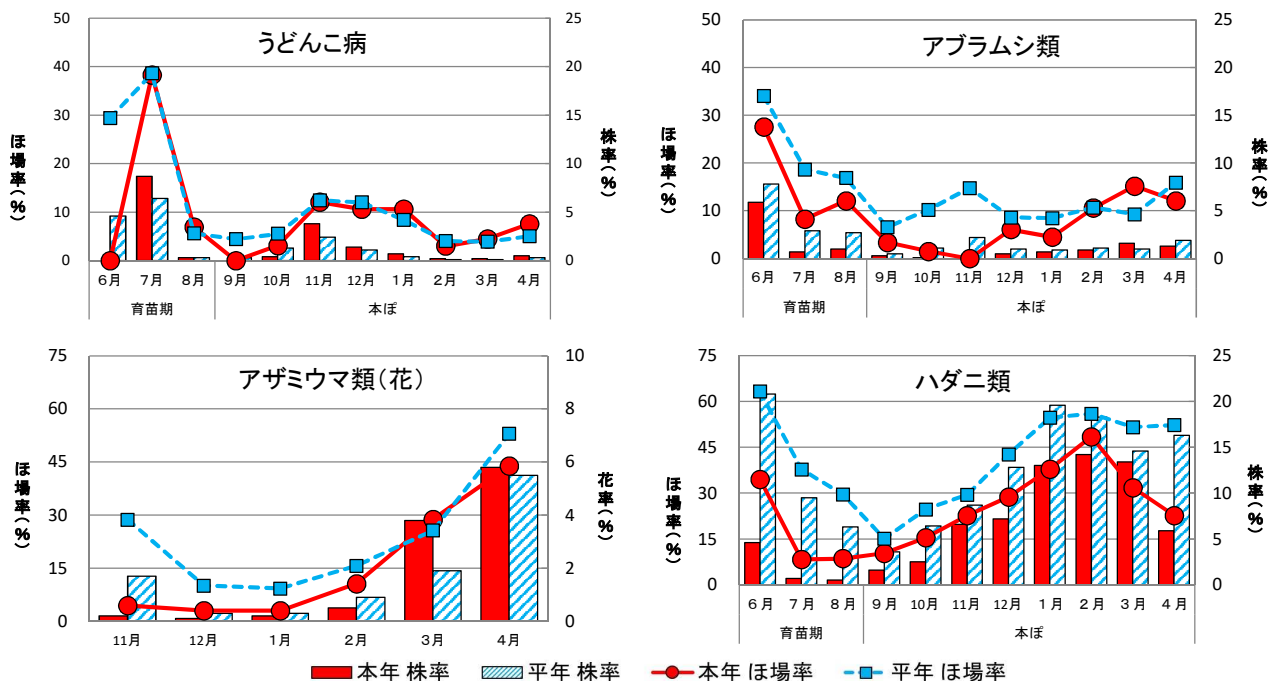 うどんこ病
ほ場率(%)
50
40
30
20
10
0
25
20
15
10
5
0
株率(%)
6月 7月 8月 9月 10月 11月 12月 1月 2月 3月 4月
育苗期 本ぽ
アブラムシ類
ほ場率(%)
50
40
30
20
10
0
25
20
15
10
5
0
株率(%)
6月 7月 8月 9月 10月 11月 12月 1月 2月 3月 4月
育苗期 本ぽ
アザミウマ類(花)
ほ場率(%)
75
60
45
30
15
0
10
8
6
4
2
0
花率(%)
11月 12月 1月 2月 3月 4月
ハダニ類
ほ場率(%)
75
60
45
30
15
0
25
20
15
10
5
0
株率(%)
6月 7月 8月 9月 10月 11月 12月 1月 2月 3月 4月
育苗期 本ぽ
本年 株率 平年 株率 本年 ほ場率 平年 ほ場率